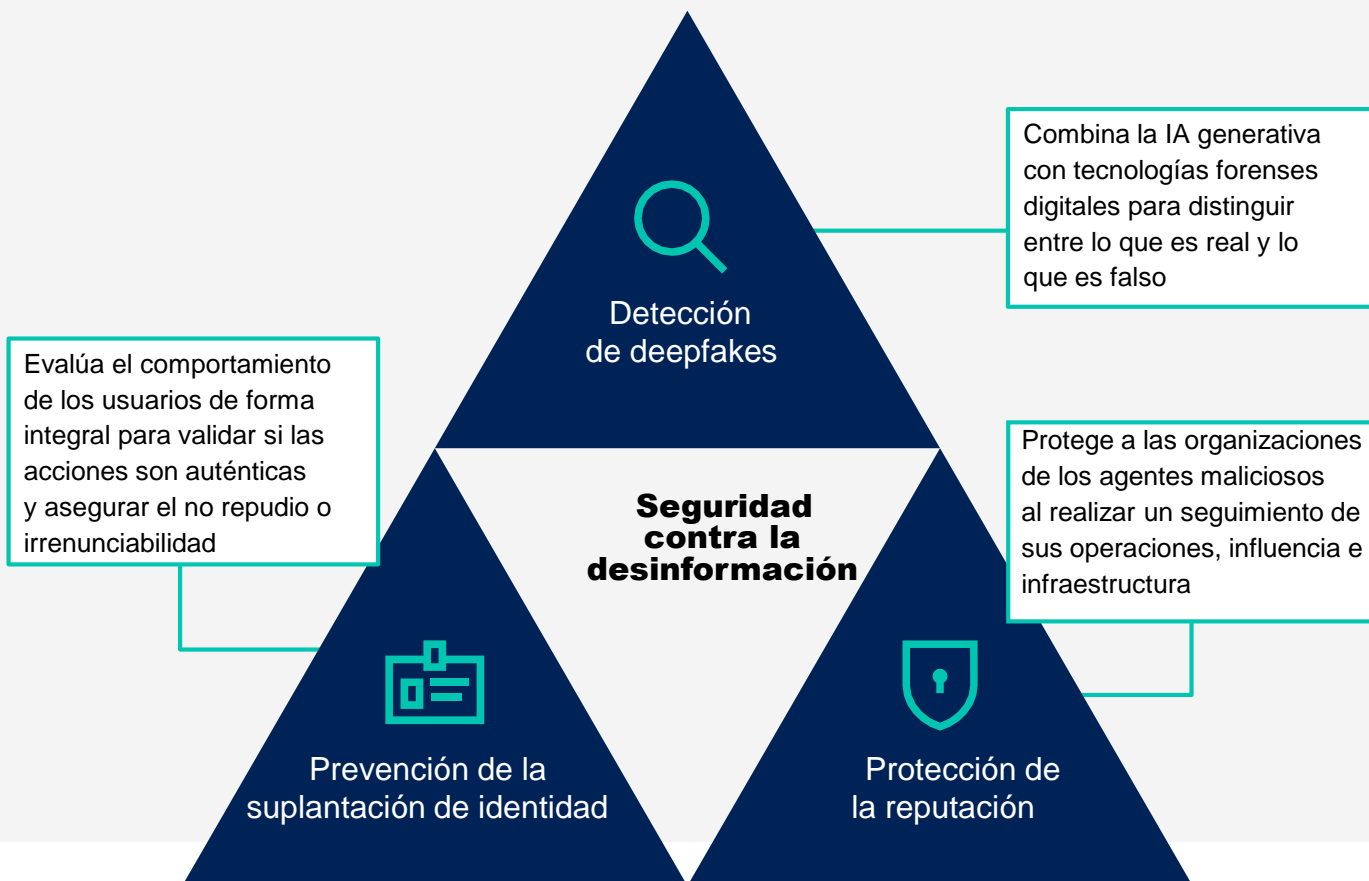 Combina la IA generativa
con tecnologías forenses
digitales para distinguir
entre lo que es real y lo
que es falso
Detección
de deepfakes
Evalúa el comportamiento
de los usuarios de forma
integral para validar si las
acciones son auténticas
y asegurar el no repudio o
irrenunciabilidad
Protege a las organizaciones
de los agentes maliciosos
al realizar un seguimiento de
sus operaciones, influencia e
infraestructura
Seguridad
contra la
desinformación
Prevención de la
suplantación de identidad
Protección de
la reputación